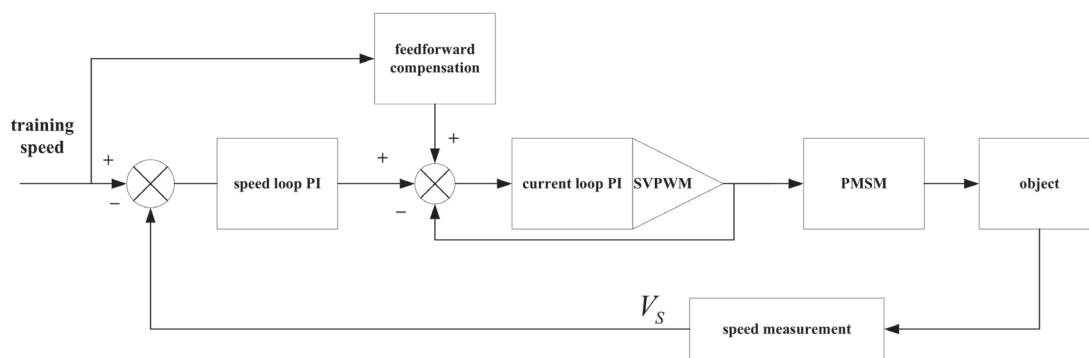 feedforward
compensation
training
speed
+
−
speed loop PI
+
−
+
current loop PI
SVPWM
PMSM
object
V_S
speed measurement